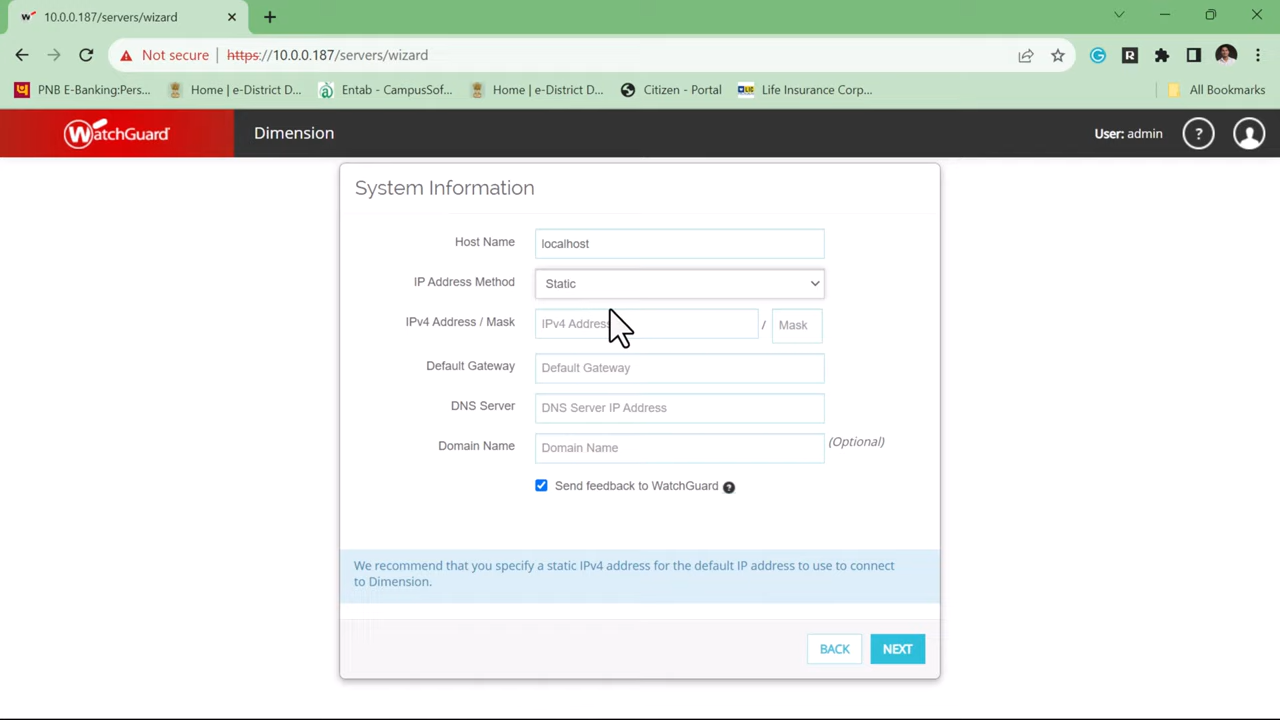 10.0.0.187/servers/wizard
Not secure https://10.0.0.187/servers/wizard
PNB E-Banking:Pers... Home | e-District D... Entab - CampusSof... Home | e-District D... Citizen - Portal LIC Life Insurance Corp... All Bookmarks
WatchGuard Dimension User: admin ?
System Information
Host Name localhost
IP Address Method Static
IPv4 Address / Mask IPv4 Address / Mask
Default Gateway Default Gateway
DNS Server DNS Server IP Address
Domain Name Domain Name (Optional)
Send feedback to WatchGuard ?
We recommend that you specify a static IPv4 address for the default IP address to use to connect
to Dimension.
BACK NEXT